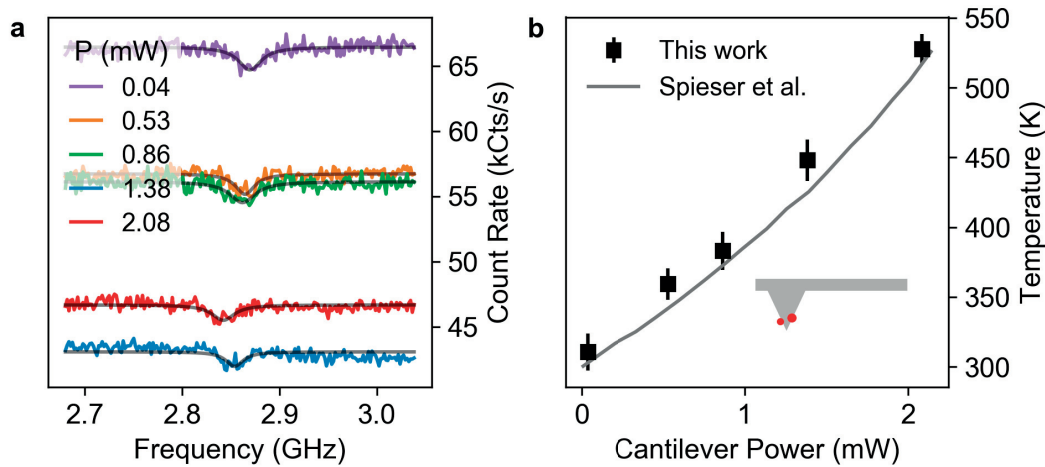 a
P (mW)
0.04
0.53
0.86
1.38
2.08
65
60
55
50
45
Count Rate (kCts/s)
2.7
2.8
2.9
3.0
Frequency (GHz)
b
This work
Spieser et al.
550
500
450
400
350
300
Temperature (K)
0
1
2
Cantilever Power (mW)